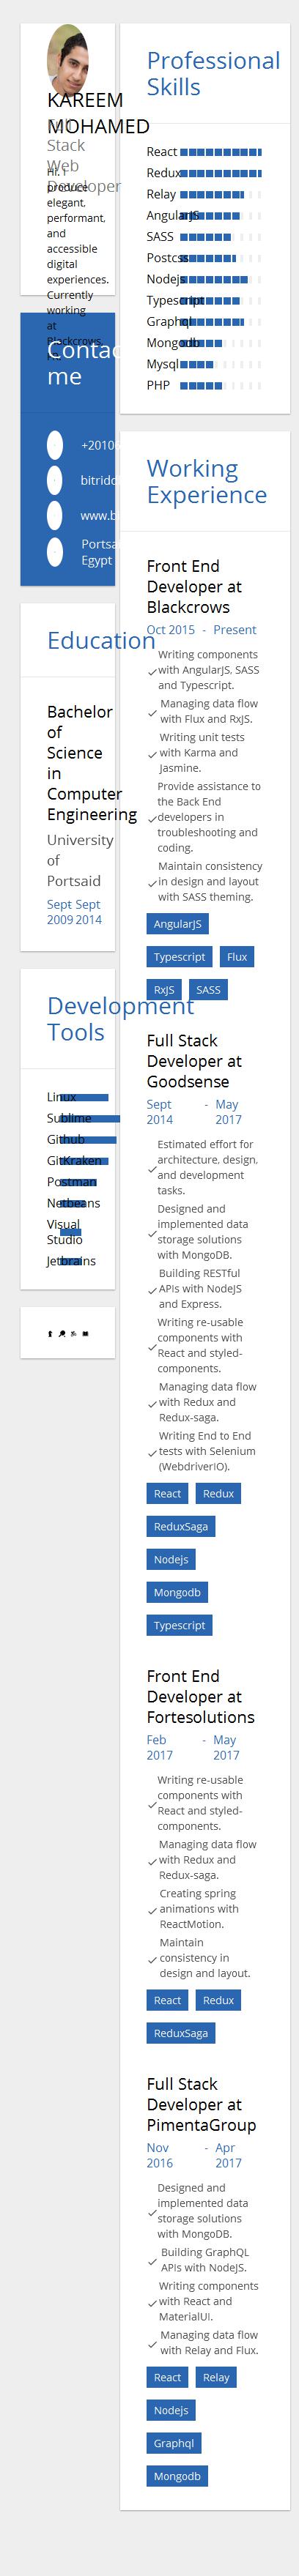 KAREEM
MOHAMED
Full
Stack
Web
Developer
Hi, I
produce
elegant,
performant,
and
accessible
digital
experiences.
Currently
working
at
Blackcrows
Contac
me
+2010
bitrid
www.b
Portsa
Egypt
Education
Bachelor
of
Science
in
Computer
Engineering
University
of
Portsaid
Sept Sept
2009 2014
Development
Tools
Linux
Sublime
Github
GitKraken
Postman
Netbeans
Visual
Studio
Jetbrains
Professional
Skills
React
Redux
Relay
AngularJS
SASS
Postcss
Nodejs
Typescript
Graphql
Mongodb
Mysql
PHP
Working
Experience
Front End
Developer at
Blackcrows
Oct 2015 - Present
Writing components
with AngularJS, SASS
and Typescript.
Managing data flow
with Flux and RxJS.
Writing unit tests
with Karma and
Jasmine.
Provide assistance to
the Back End
developers in
troubleshooting and
coding.
Maintain consistency
in design and layout
with SASS theming.
AngularJS
Typescript Flux
RxJS SASS
Full Stack
Developer at
Goodsense
Sept - May
2014 2017
Estimated effort for
architecture, design,
and development
tasks.
Designed and
implemented data
storage solutions
with MongoDB.
Building RESTful
APIs with NodeJS
and Express.
Writing re-usable
components with
React and styled-
components.
Managing data flow
with Redux and
Redux-saga.
Writing End to End
tests with Selenium
(WebdriverIO).
React Redux
ReduxSaga
Nodejs
Mongodb
Typescript
Front End
Developer at
Fortesolutions
Feb - May
2017 2017
Writing re-usable
components with
React and styled-
components.
Managing data flow
with Redux and
Redux-saga.
Creating spring
animations with
ReactMotion.
Maintain
consistency in
design and layout.
React Redux
ReduxSaga
Full Stack
Developer at
PimentaGroup
Nov - Apr
2016 2017
Designed and
implemented data
storage solutions
with MongoDB.
Building GraphQL
APIs with NodeJS.
Writing components
with React and
MaterialUI.
Managing data flow
with Relay and Flux.
React Relay
Nodejs
Graphql
Mongodb